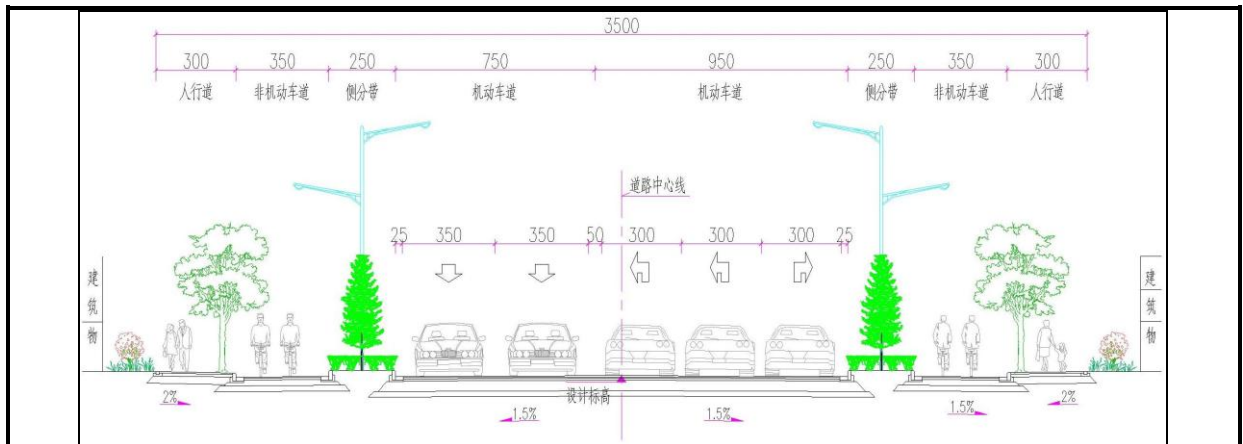 3500
300 350 250 750 950 250 350 300
人行道 非机动车道 侧分带 机动车道 机动车道 侧分带 非机动车道 人行道
道路中心线
25 350 350 50 300 300 300 25
建筑物
建筑物
设计标高
2% 1.5% 1.5% 1.5% 2%